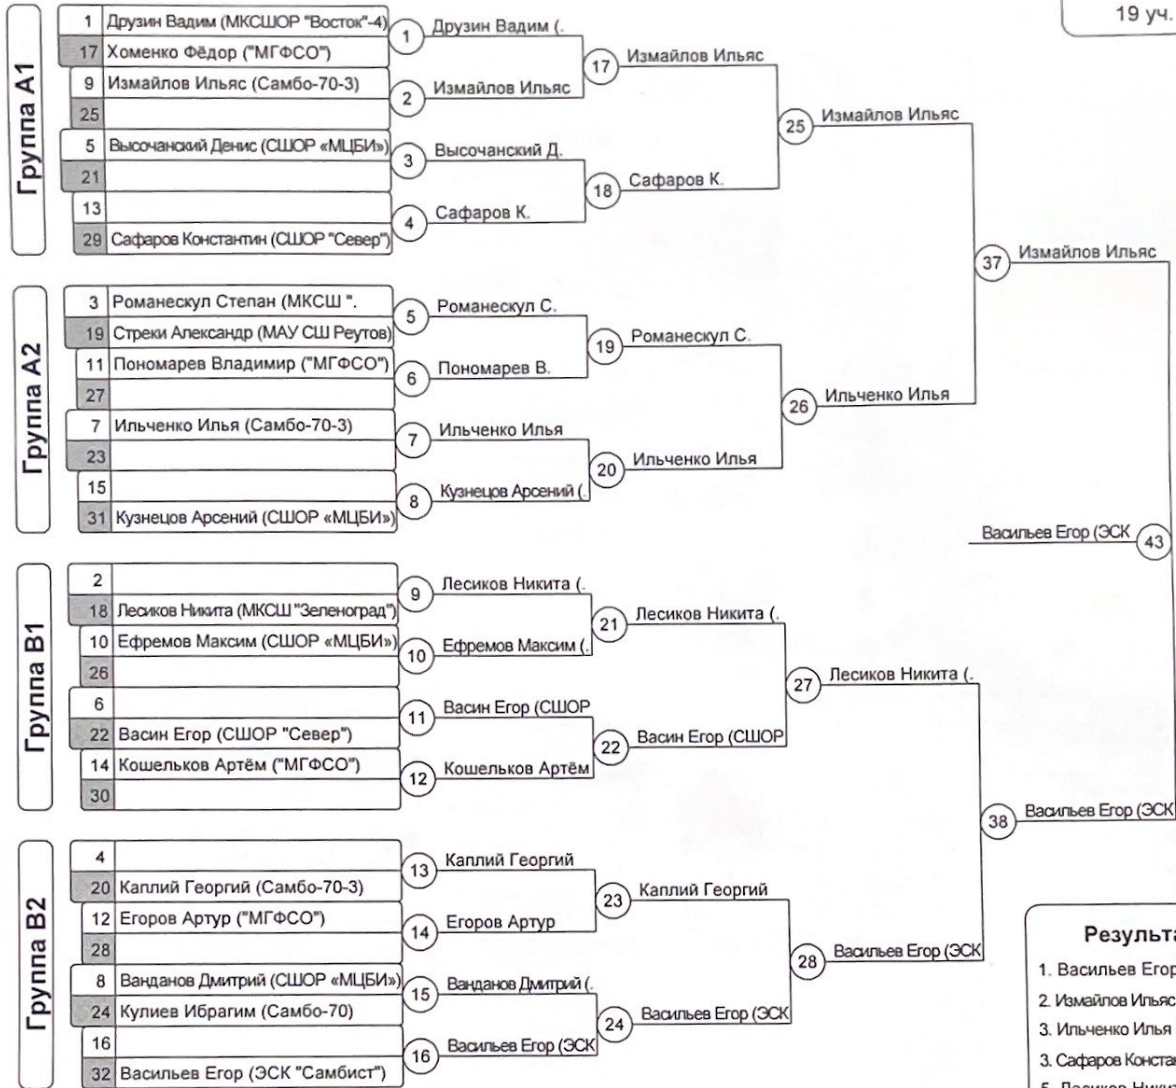 19 уч.
Группа A1
1 Друзин Вадим (МКСШОР "Восток"-4)
17 Хоменко Фёдор ("МГФСО")
9 Измайлов Ильяс (Самбо-70-3)
25
5 Высочанский Денис (СШОР «МЦБИ»)
21
13
29 Сафаров Константин (СШОР "Север")
1 Друзин Вадим (.
2 Измайлов Ильяс
3 Высочанский Д.
4 Сафаров К.
17 Измайлов Ильяс
18 Сафаров К.
25 Измайлов Ильяс
Группа A2
3 Романескул Степан (МКСШ ".
19 Стреки Александр (МАУ СШ Реутов)
11 Пономарев Владимир ("МГФСО")
27
7 Ильченко Илья (Самбо-70-3)
23
15
31 Кузнецов Арсений (СШОР «МЦБИ»)
5 Романескул С.
6 Пономарев В.
7 Ильченко Илья
8 Кузнецов Арсений (.
19 Романескул С.
20 Ильченко Илья
26 Ильченко Илья
37 Измайлов Ильяс
Группа B1
2
18 Лесиков Никита (МКСШ "Зеленоград")
10 Ефремов Максим (СШОР «МЦБИ»)
26
6
22 Васин Егор (СШОР "Север")
14 Кошельков Артём ("МГФСО")
30
9 Лесиков Никита (.
10 Ефремов Максим (.
11 Васин Егор (СШОР
12 Кошельков Артём
21 Лесиков Никита (.
22 Васин Егор (СШОР
27 Лесиков Никита (.
Группа B2
4
20 Каплий Георгий (Самбо-70-3)
12 Егоров Артур ("МГФСО")
28
8 Ванданов Дмитрий (СШОР «МЦБИ»)
24 Кулиев Ибрагим (Самбо-70)
16
32 Васильев Егор (ЭСК "Самбист")
13 Каплий Георгий
14 Егоров Артур
15 Ванданов Дмитрий (.
16 Васильев Егор (ЭСК
23 Каплий Георгий
24 Васильев Егор (ЭСК
28 Васильев Егор (ЭСК
38 Васильев Егор (ЭСК
Васильев Егор (ЭСК 43
Результа
1. Васильев Егор
2. Измайлов Ильяс
3. Ильченко Илья
3. Сафаров Констан